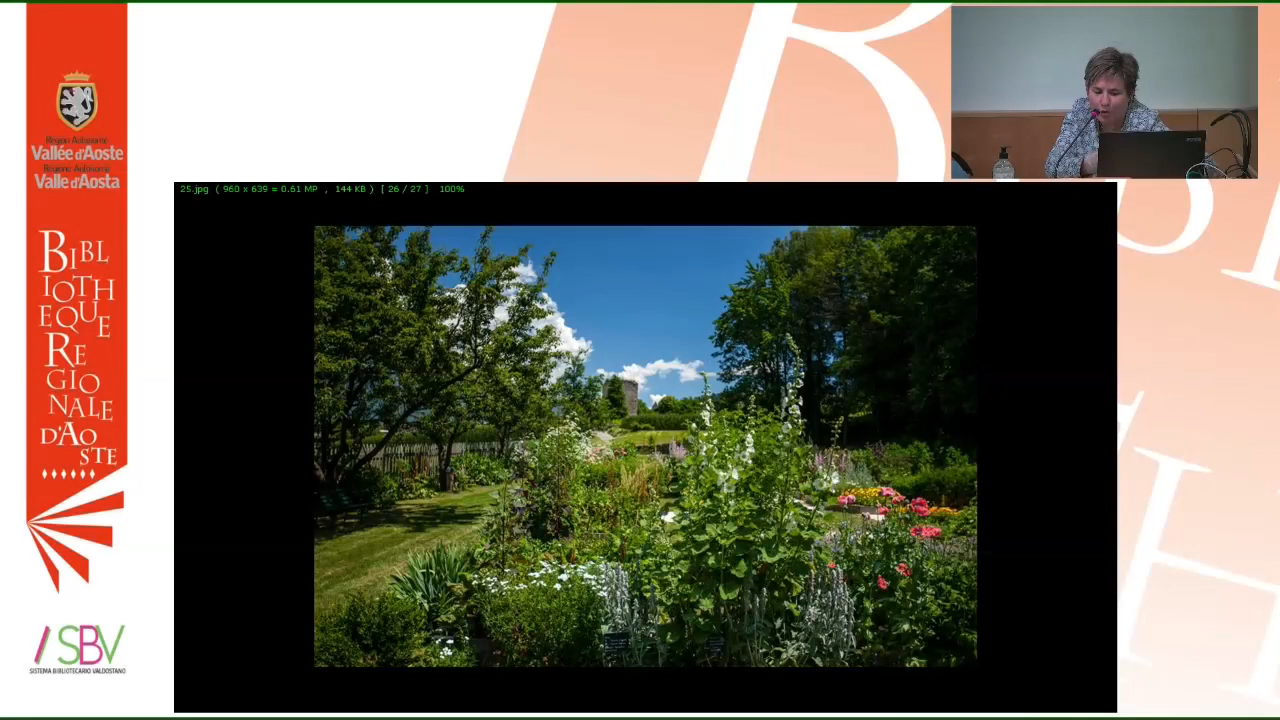 Région Autonome
Vallée d'Aoste
Regione Autonoma
Valle d'Aosta
BIBL
IOTH
EQUE
RE
GIO
NALE
D'AO
STE
SBV
SISTEMA BIBLIOTECARIO VALDOSTANO
25.jpg ( 960 x 639 = 0.61 MP , 144 KB ) [ 26 / 27 ] 100%